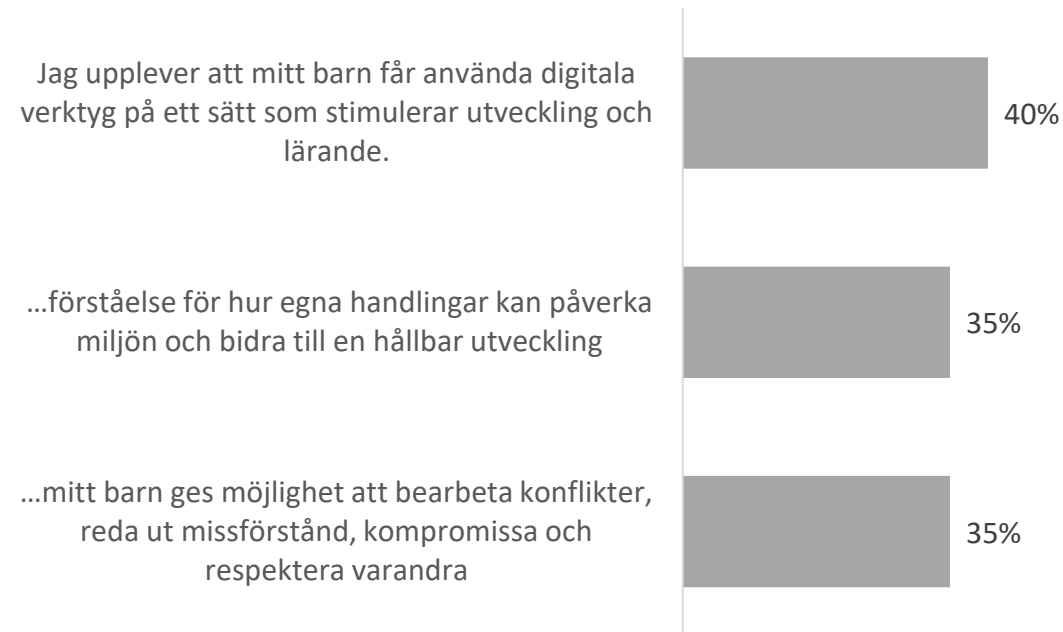 Jag upplever att mitt barn får använda digitala
verktyg på ett sätt som stimulerar utveckling och
lärande.
40%
…förståelse för hur egna handlingar kan påverka
miljön och bidra till en hållbar utveckling
35%
…mitt barn ges möjlighet att bearbeta konflikter,
reda ut missförstånd, kompromissa och
respektera varandra
35%